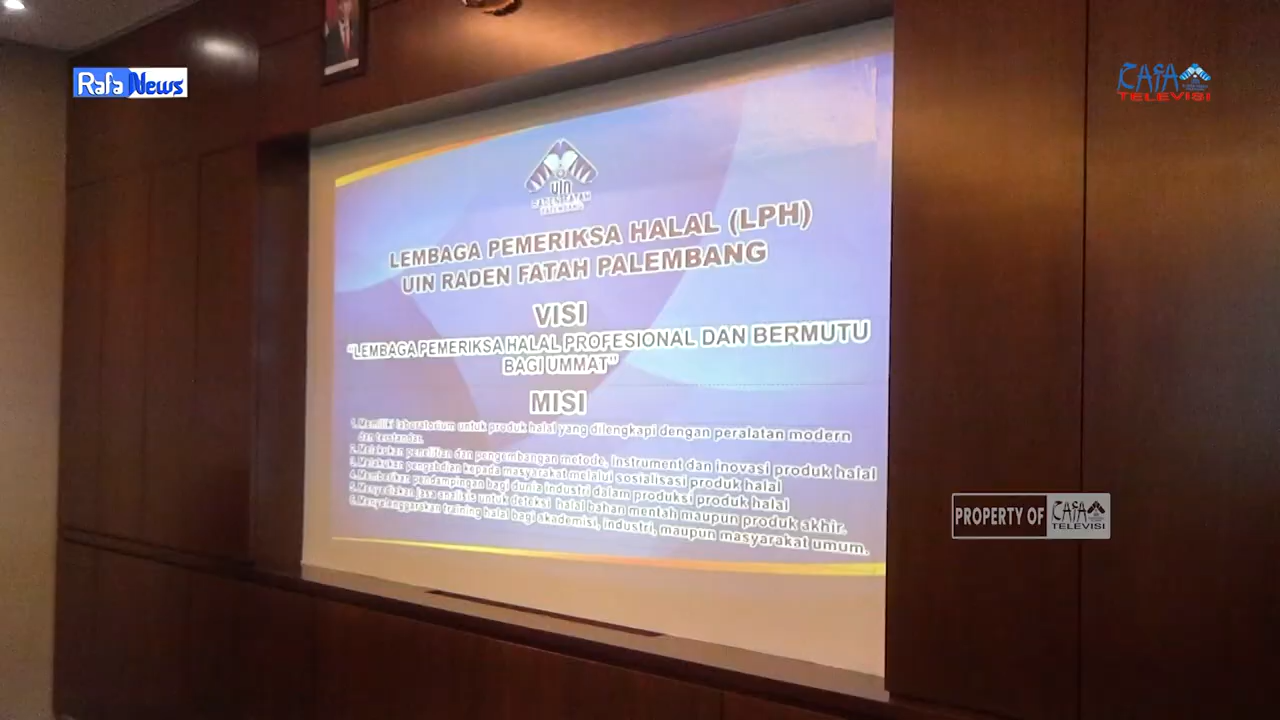 Rafa News
RAFA
TELEVISI
UIN
RADEN FATAH
PALEMBANG
LEMBAGA PEMERIKSA HALAL (LPH)
UIN RADEN FATAH PALEMBANG
VISI
“LEMBAGA PEMERIKSA HALAL PROFESIONAL DAN BERMUTU
BAGI UMMAT”
MISI
1. Memiliki laboratorium untuk produk halal yang dilengkapi dengan peralatan modern
dan terstandar.
2. Melakukan penelitian dan pengembangan metode, instrument dan inovasi produk halal
3. Melakukan pengabdian kepada masyarakat melalui sosialisasi produk halal
4. Memberikan pendampingan bagi dunia industri dalam produksi produk halal
5. Menyediakan jasa analisis untuk deteksi halal bahan mentah maupun produk akhir.
6. Menyelenggarakan training halal bagi akademisi, industri, maupun masyarakat umum.
PROPERTY OF
RAFA
TELEVISI